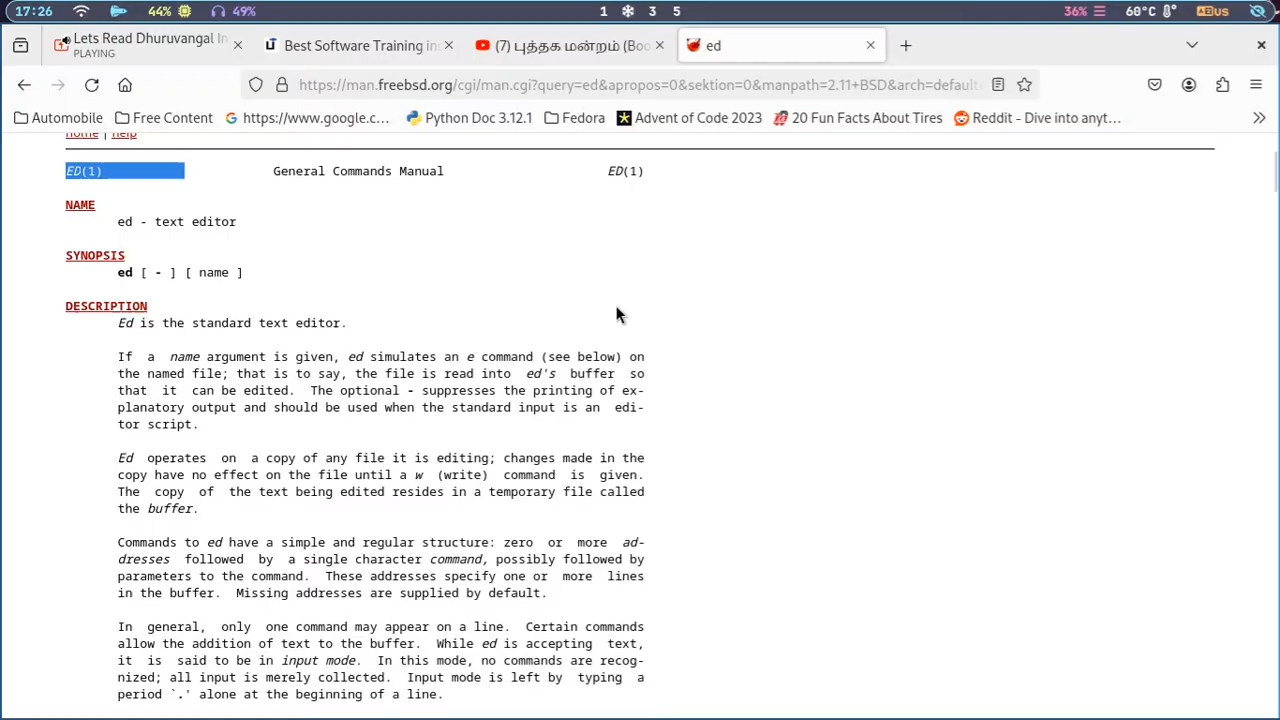 17:26 44% 49% 1 3 5 36% 60°C US
Lets Read Dhuruvangal In
PLAYING
Best Software Training ins
(7) புத்தக மன்றம் (Boo
ed
https://man.freebsd.org/cgi/man.cgi?query=ed&apropos=0&sektion=0&manpath=2.11+BSD&arch=default
Automobile Free Content https://www.google.c... Python Doc 3.12.1 Fedora Advent of Code 2023 20 Fun Facts About Tires Reddit - Dive into anyt...
home | help
ED(1) General Commands Manual ED(1)
NAME
ed - text editor
SYNOPSIS
ed [ - ] [ name ]
DESCRIPTION
Ed is the standard text editor.
If a name argument is given, ed simulates an e command (see below) on
the named file; that is to say, the file is read into ed's buffer so
that it can be edited. The optional - suppresses the printing of ex-
planatory output and should be used when the standard input is an edi-
tor script.
Ed operates on a copy of any file it is editing; changes made in the
copy have no effect on the file until a w (write) command is given.
The copy of the text being edited resides in a temporary file called
the buffer.
Commands to ed have a simple and regular structure: zero or more ad-
dresses followed by a single character command, possibly followed by
parameters to the command. These addresses specify one or more lines
in the buffer. Missing addresses are supplied by default.
In general, only one command may appear on a line. Certain commands
allow the addition of text to the buffer. While ed is accepting text,
it is said to be in input mode. In this mode, no commands are recog-
nized; all input is merely collected. Input mode is left by typing a
period `.' alone at the beginning of a line.